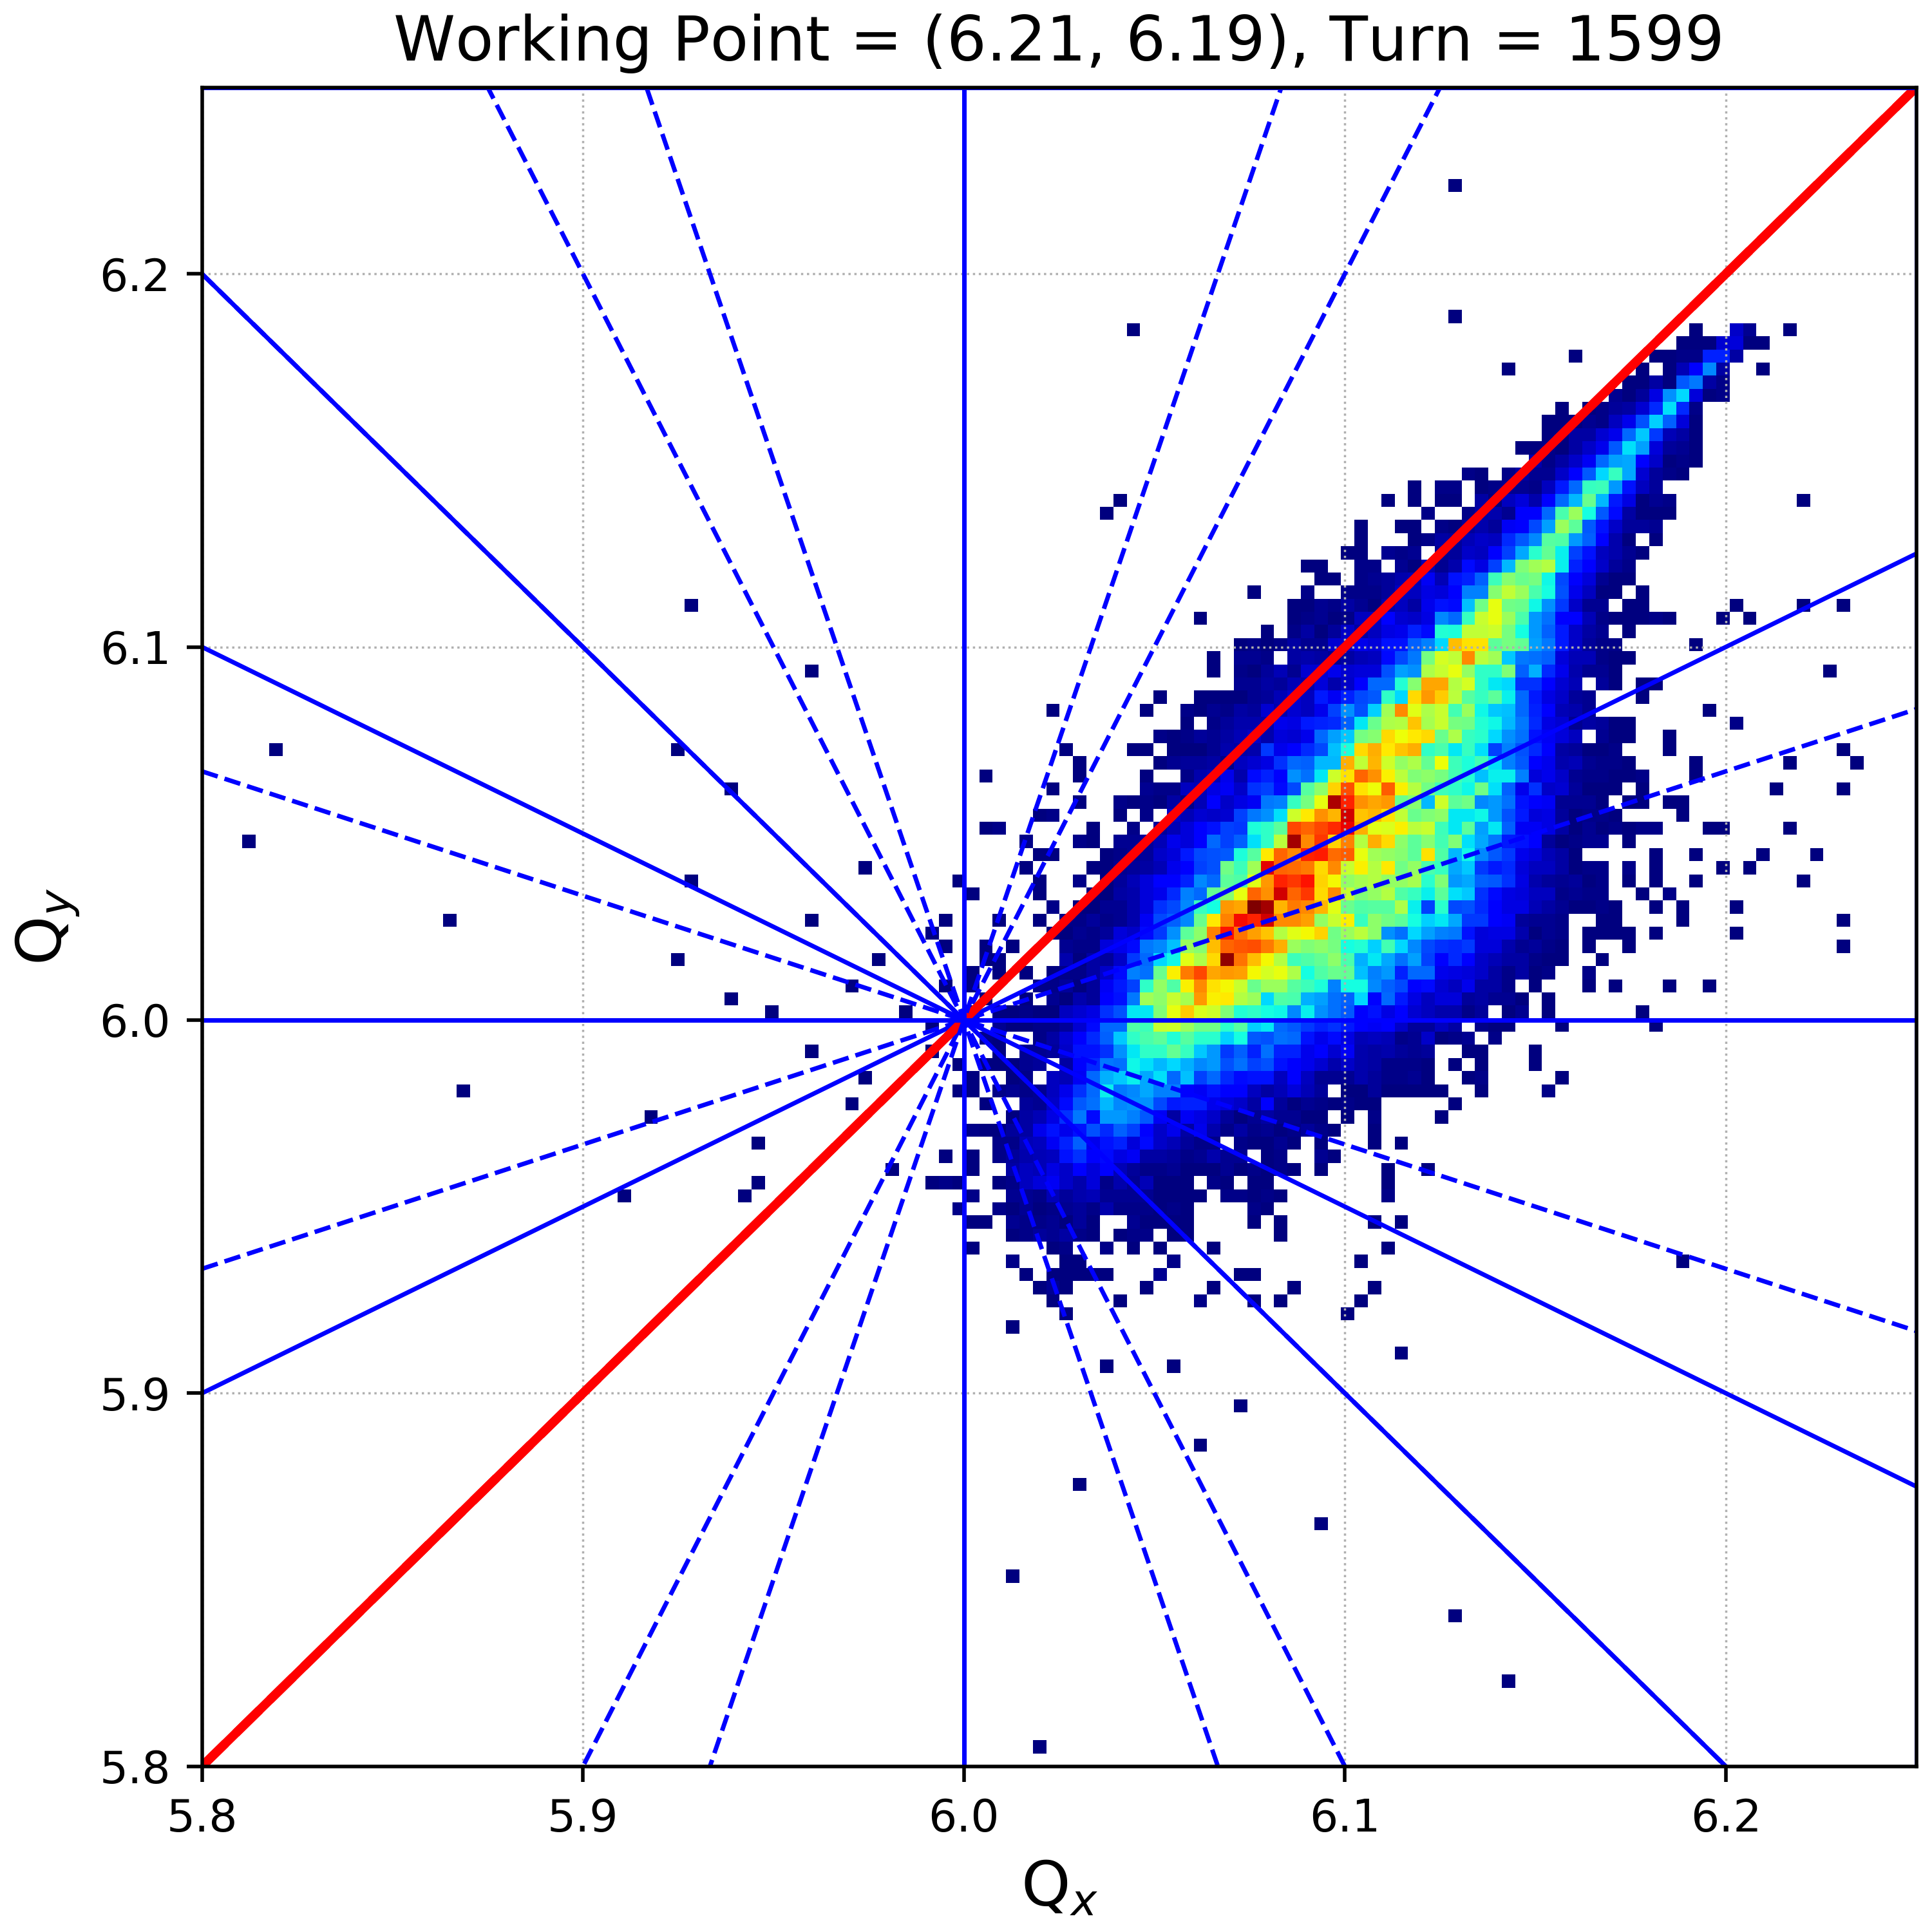 Working Point = (6.21, 6.19), Turn = 1599
6.2
6.1
6.0
5.9
5.8
Qy
5.8 5.9 6.0 6.1 6.2
Qx